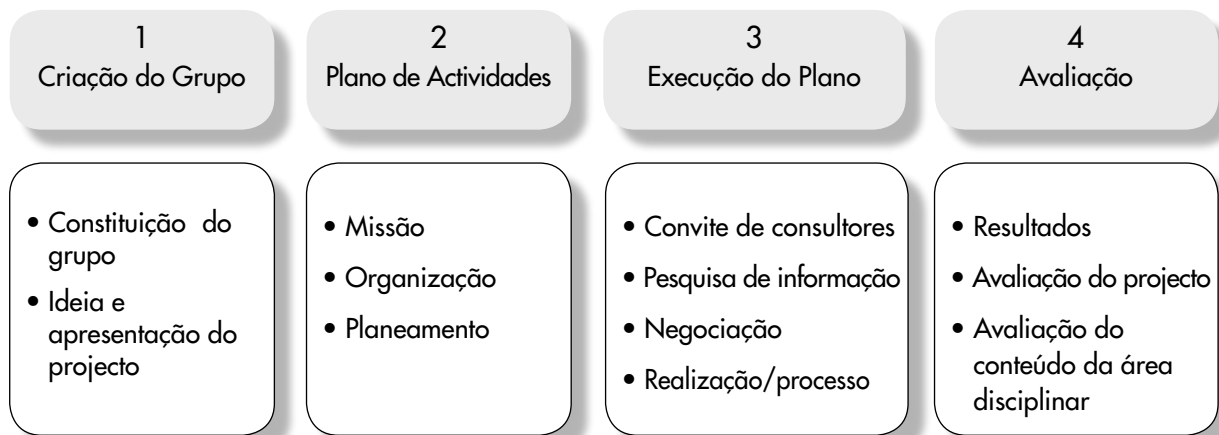 1
Criação do Grupo
2
Plano de Actividades
3
Execução do Plano
4
Avaliação
• Constituição do
grupo
• Ideia e
apresentação do
projecto
• Missão
• Organização
• Planeamento
• Convite de consultores
• Pesquisa de informação
• Negociação
• Realização/processo
• Resultados
• Avaliação do projecto
• Avaliação do
conteúdo da área
disciplinar